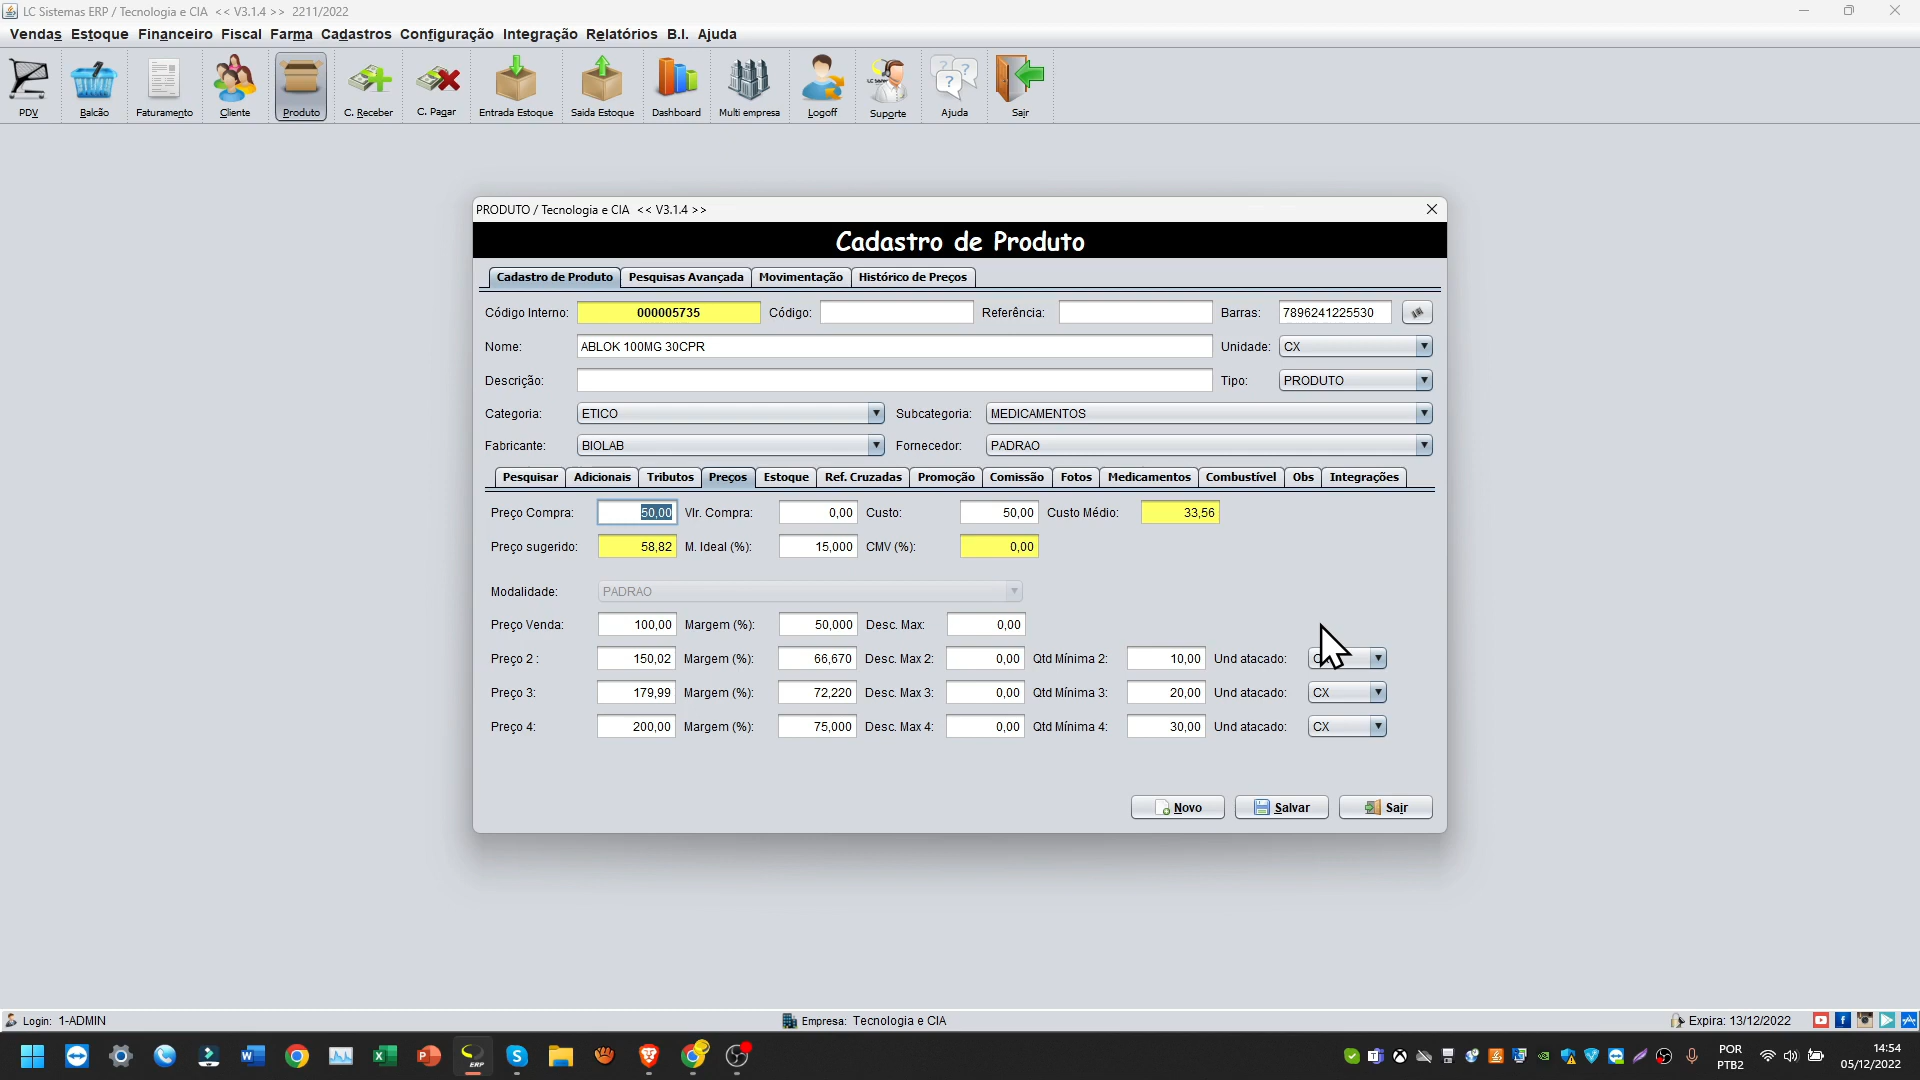 LC Sistemas ERP / Tecnologia e CIA << V3.1.4 >> 2211/2022
Vendas Estoque Financeiro Fiscal Farma Cadastros Configuração Integração Relatórios B.I. Ajuda
PDV Balcão Faturamento Cliente Produto C. Receber C. Pagar Entrada Estoque Saida Estoque Dashboard Multi empresa Logoff Suporte Ajuda Sair
PRODUTO / Tecnologia e CIA << V3.1.4 >>
Cadastro de Produto
Cadastro de Produto Pesquisas Avançada Movimentação Histórico de Preços
Código Interno: 000005735 Código: Referência: Barras: 7896241225530
Nome: ABLOK 100MG 30CPR Unidade: CX
Descrição: Tipo: PRODUTO
Categoria: ETICO Subcategoria: MEDICAMENTOS
Fabricante: BIOLAB Fornecedor: PADRAO
Pesquisar Adicionais Tributos Preços Estoque Ref. Cruzadas Promoção Comissão Fotos Medicamentos Combustível Obs Integrações
Preço Compra: 50,00 Vlr. Compra: 0,00 Custo: 50,00 Custo Médio: 33,56
Preço sugerido: 58,82 M. Ideal (%): 15,000 CMV (%): 0,00
Modalidade: PADRAO
Preço Venda: 100,00 Margem (%): 50,000 Desc. Max: 0,00
Preço 2 : 150,02 Margem (%): 66,670 Desc. Max 2: 0,00 Qtd Mínima 2: 10,00 Und atacado:
Preço 3: 179,99 Margem (%): 72,220 Desc. Max 3: 0,00 Qtd Mínima 3: 20,00 Und atacado: CX
Preço 4: 200,00 Margem (%): 75,000 Desc. Max 4: 0,00 Qtd Mínima 4: 30,00 Und atacado: CX
Novo Salvar Sair
Login: 1-ADMIN Empresa: Tecnologia e CIA Expira: 13/12/2022
POR 14:54
PTB2 05/12/2022